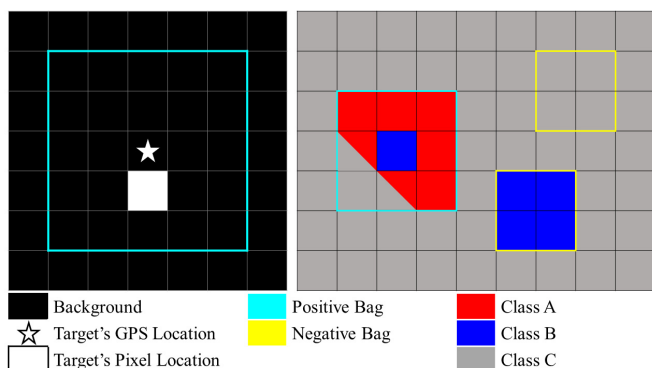 Background
Positive Bag
Class A
Target's GPS Location
Negative Bag
Class B
Target's Pixel Location
Class C